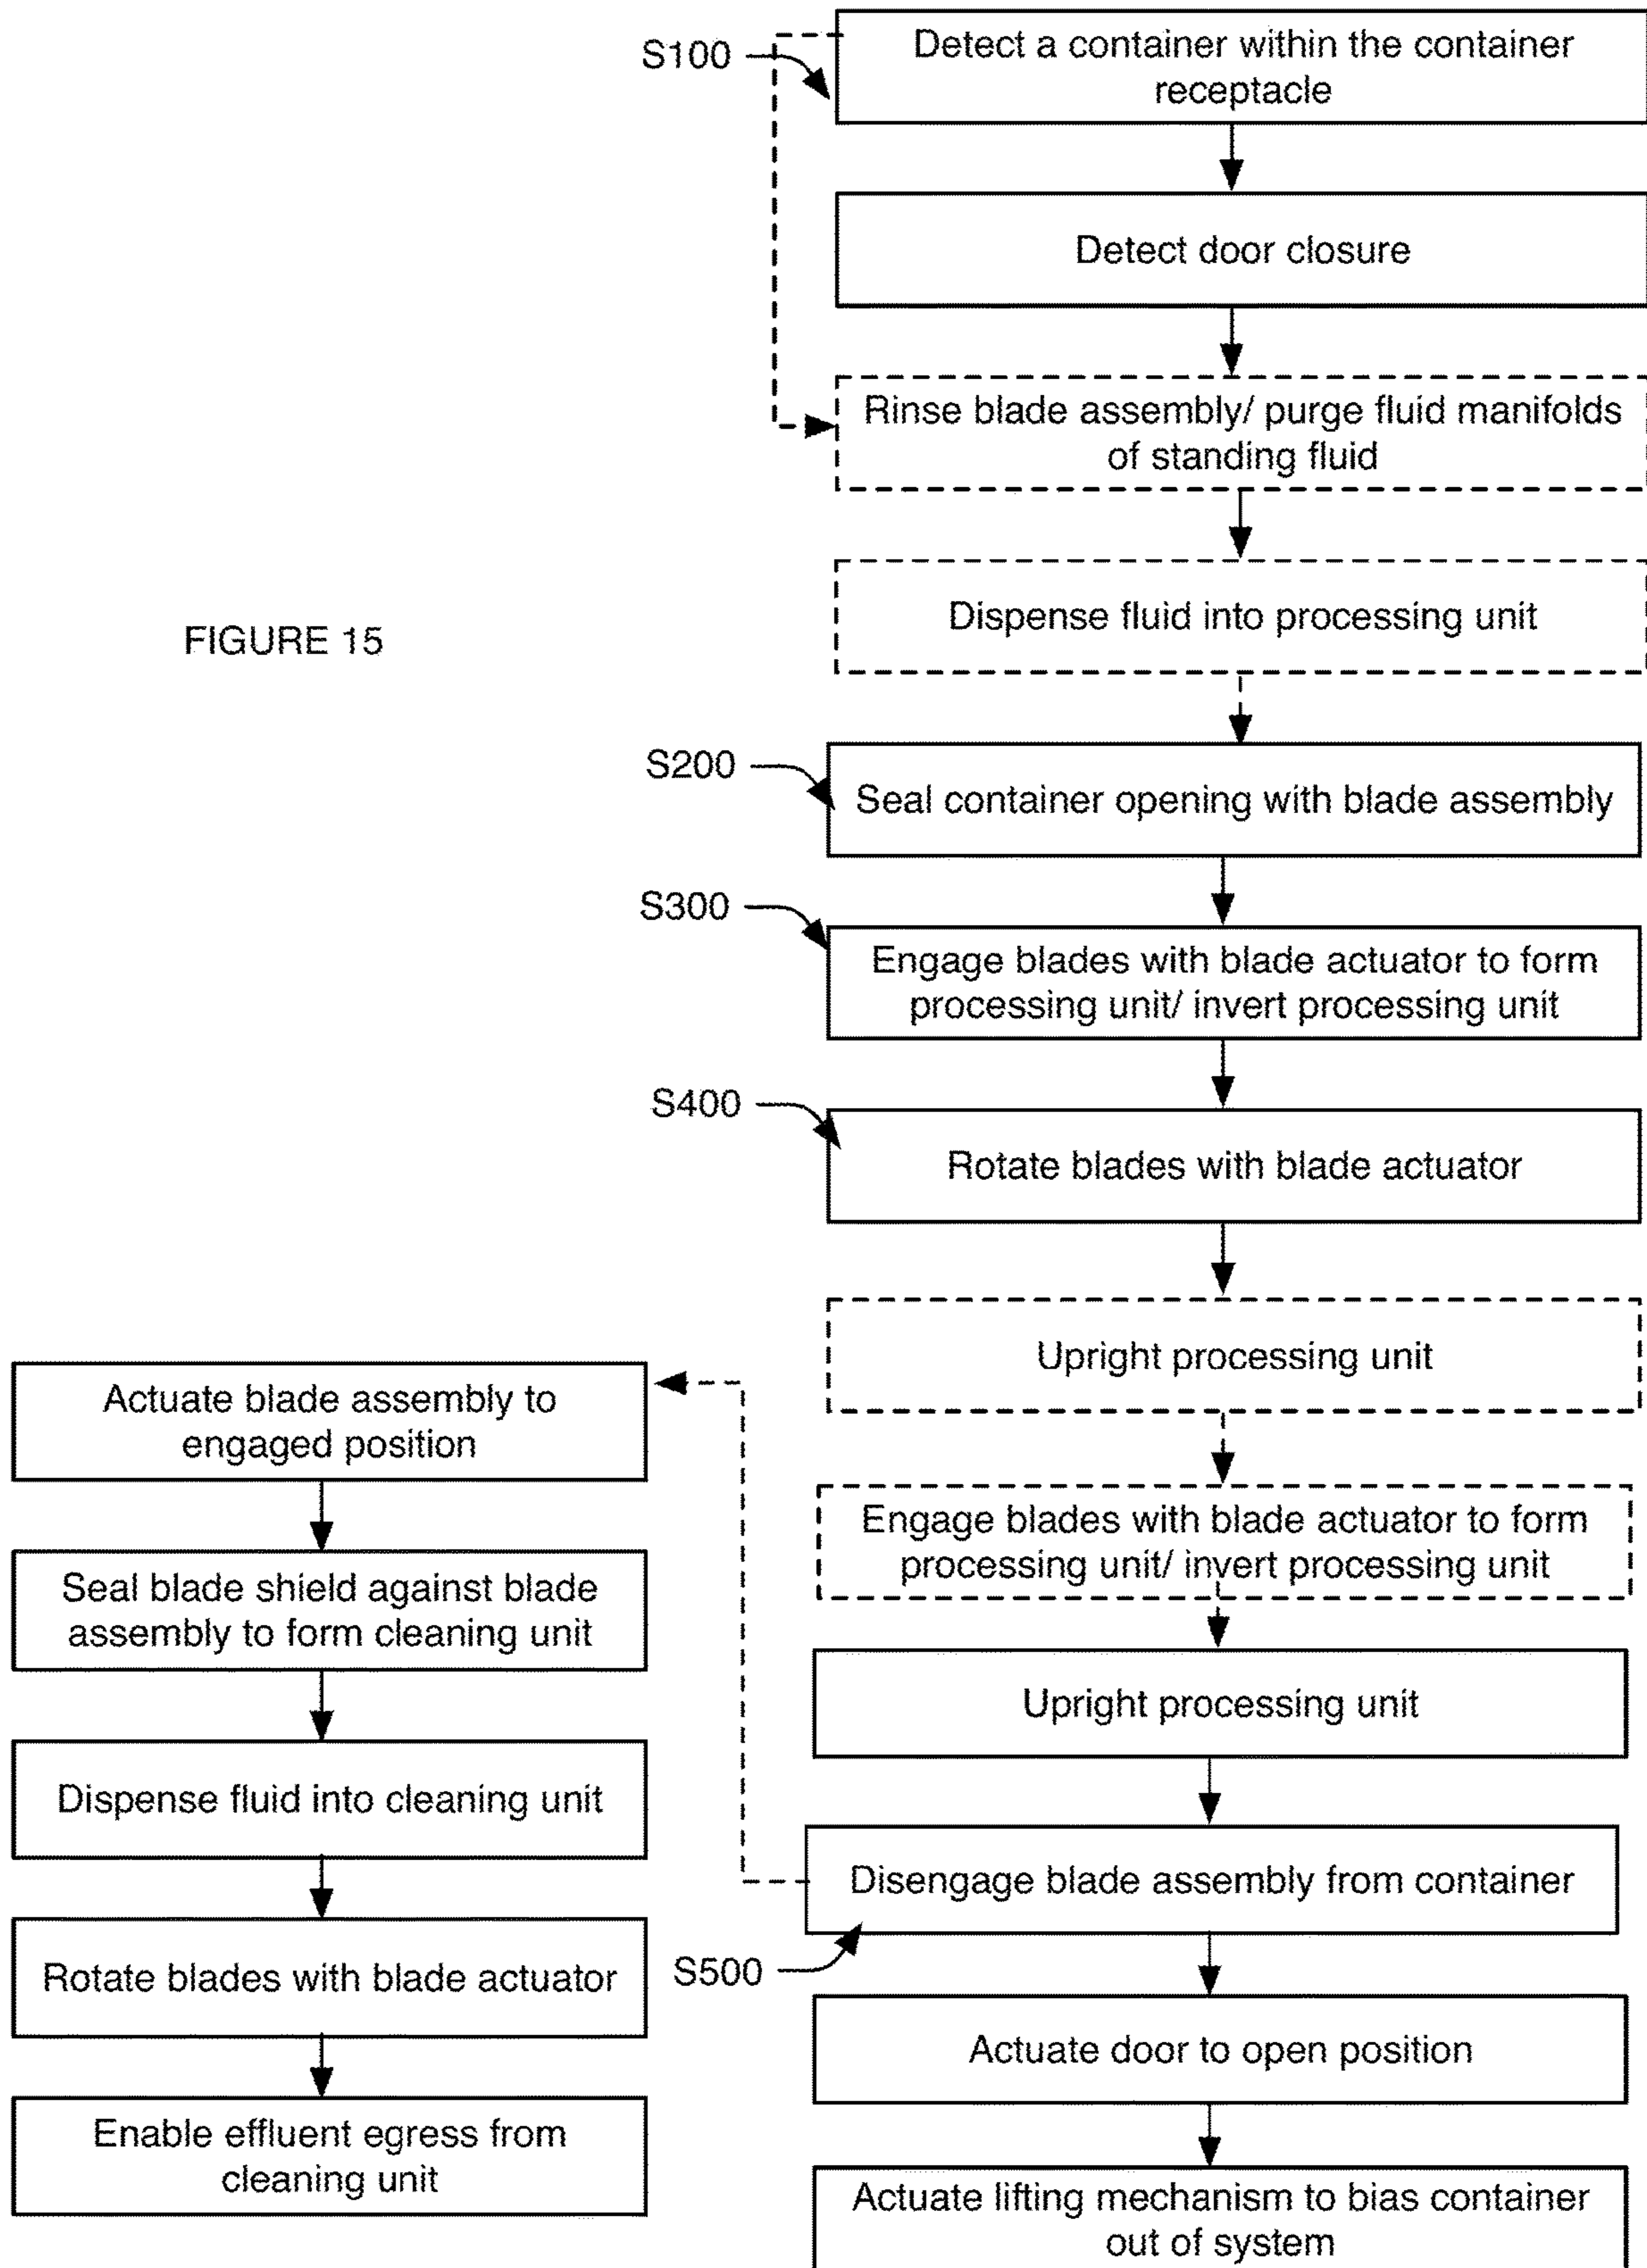 S100
Detect a container within the container
receptacle
Detect door closure
Rinse blade assembly/ purge fluid manifolds
of standing fluid
Dispense fluid into processing unit
FIGURE 15
S200
Seal container opening with blade assembly
S300
Engage blades with blade actuator to form
processing unit/ invert processing unit
S400
Rotate blades with blade actuator
Upright processing unit
Engage blades with blade actuator to form
processing unit/ invert processing unit
Upright processing unit
Disengage blade assembly from container
S500
Actuate door to open position
Actuate lifting mechanism to bias container
out of system
Actuate blade assembly to
engaged position
Seal blade shield against blade
assembly to form cleaning unit
Dispense fluid into cleaning unit
Rotate blades with blade actuator
Enable effluent egress from
cleaning unit